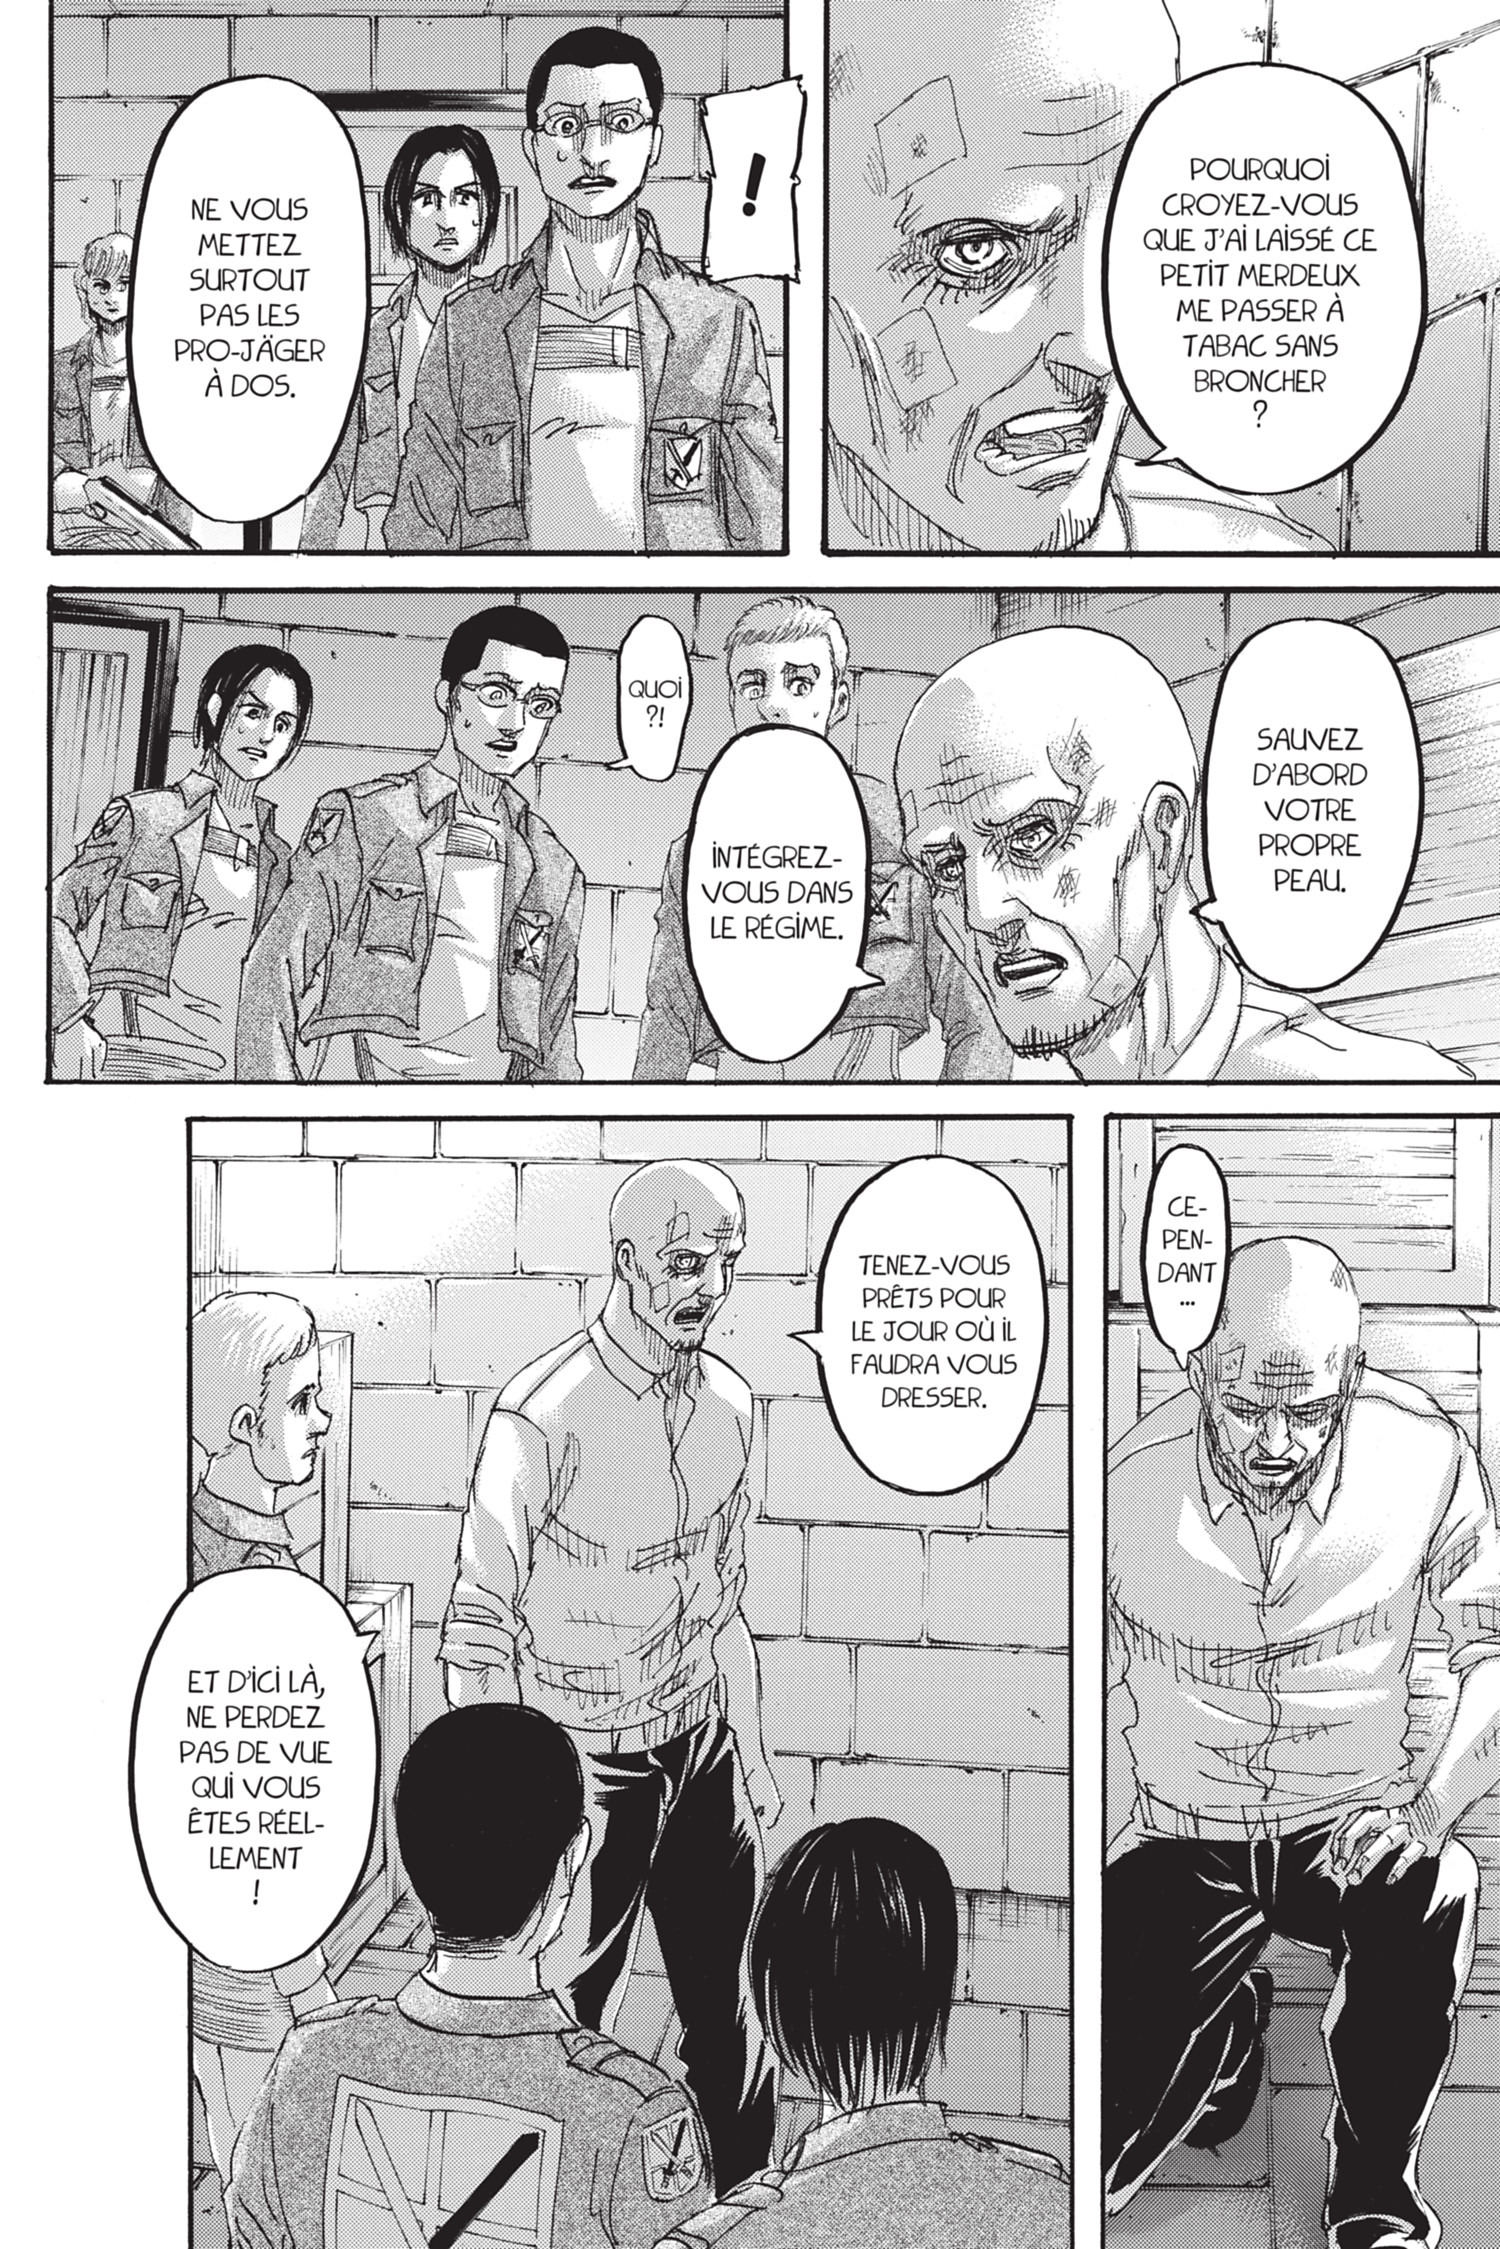 POURQUOI
CROYEZ-VOUS
QUE J'AI LAISSÉ CE
PETIT MERDEUX
ME PASSER À
TABAC SANS
BRONCHER
?
!
NE VOUS
METTEZ
SURTOUT
PAS LES
PRO-JÄGER
À DOS.
SAUVEZ
D'ABORD
VOTRE
PROPRE
PEAU.
INTÉGREZ-
VOUS DANS
LE RÉGIME.
QUOI
?!
CE-
PEN-
DANT
...
TENEZ-VOUS
PRÊTS POUR
LE JOUR OÙ IL
FAUDRA VOUS
DRESSER.
ET D'ICI LÀ,
NE PERDEZ
PAS DE VUE
QUI VOUS
ÊTES RÉEL-
LEMENT
!